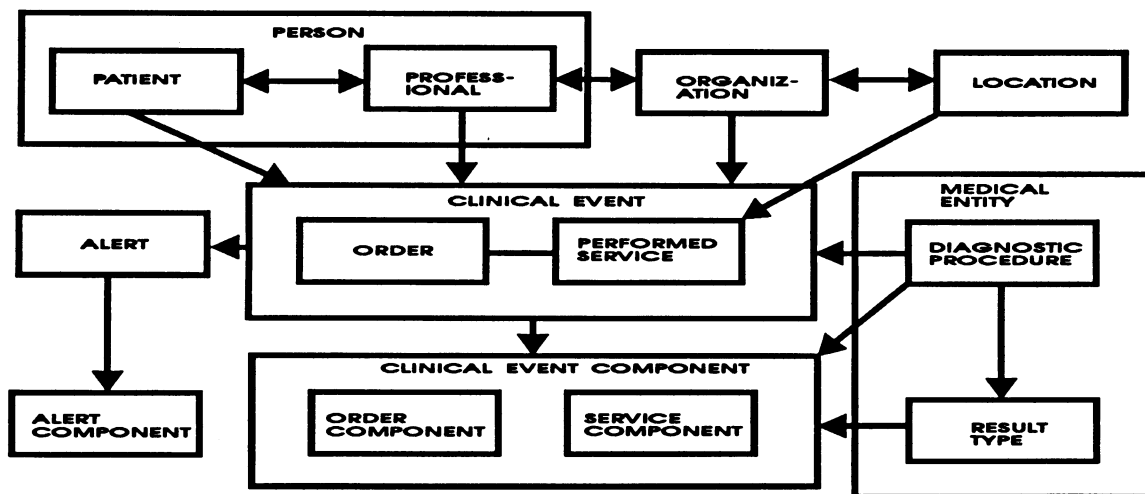 PERSON
PATIENT
PROFESS-
IONAL
ORGANIZ-
ATION
LOCATION
CLINICAL EVENT
ORDER
PERFORMED
SERVICE
ALERT
MEDICAL
ENTITY
DIAGNOSTIC
PROCEDURE
CLINICAL EVENT COMPONENT
ORDER
COMPONENT
SERVICE
COMPONENT
ALERT
COMPONENT
RESULT
TYPE